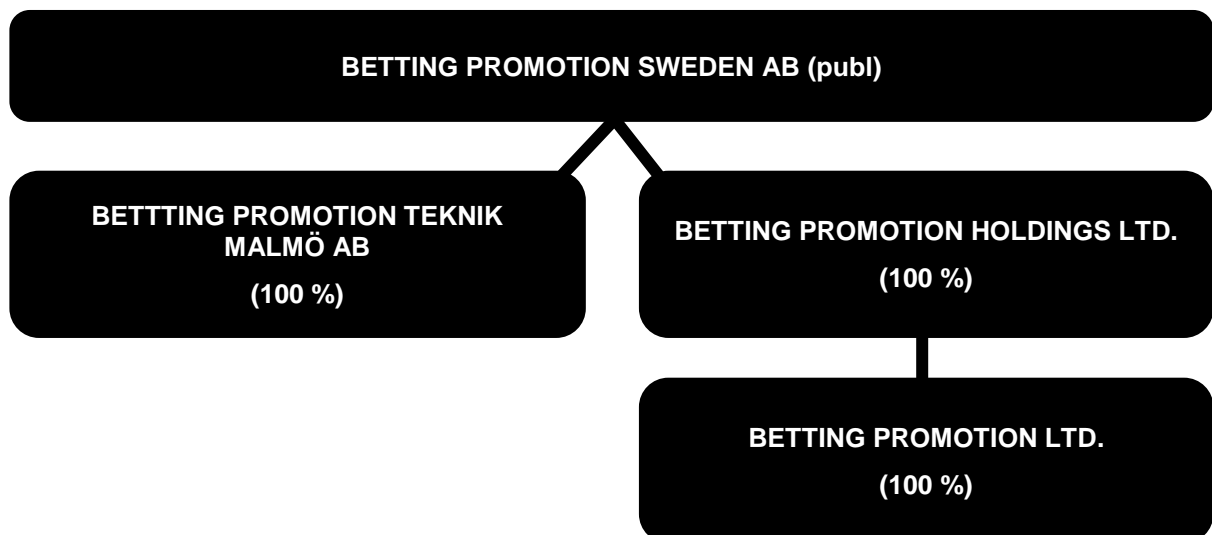 BETTING PROMOTION SWEDEN AB (publ)
BETTTING PROMOTION TEKNIK
MALMÖ AB
(100 %)
BETTING PROMOTION HOLDINGS LTD.
(100 %)
BETTING PROMOTION LTD.
(100 %)